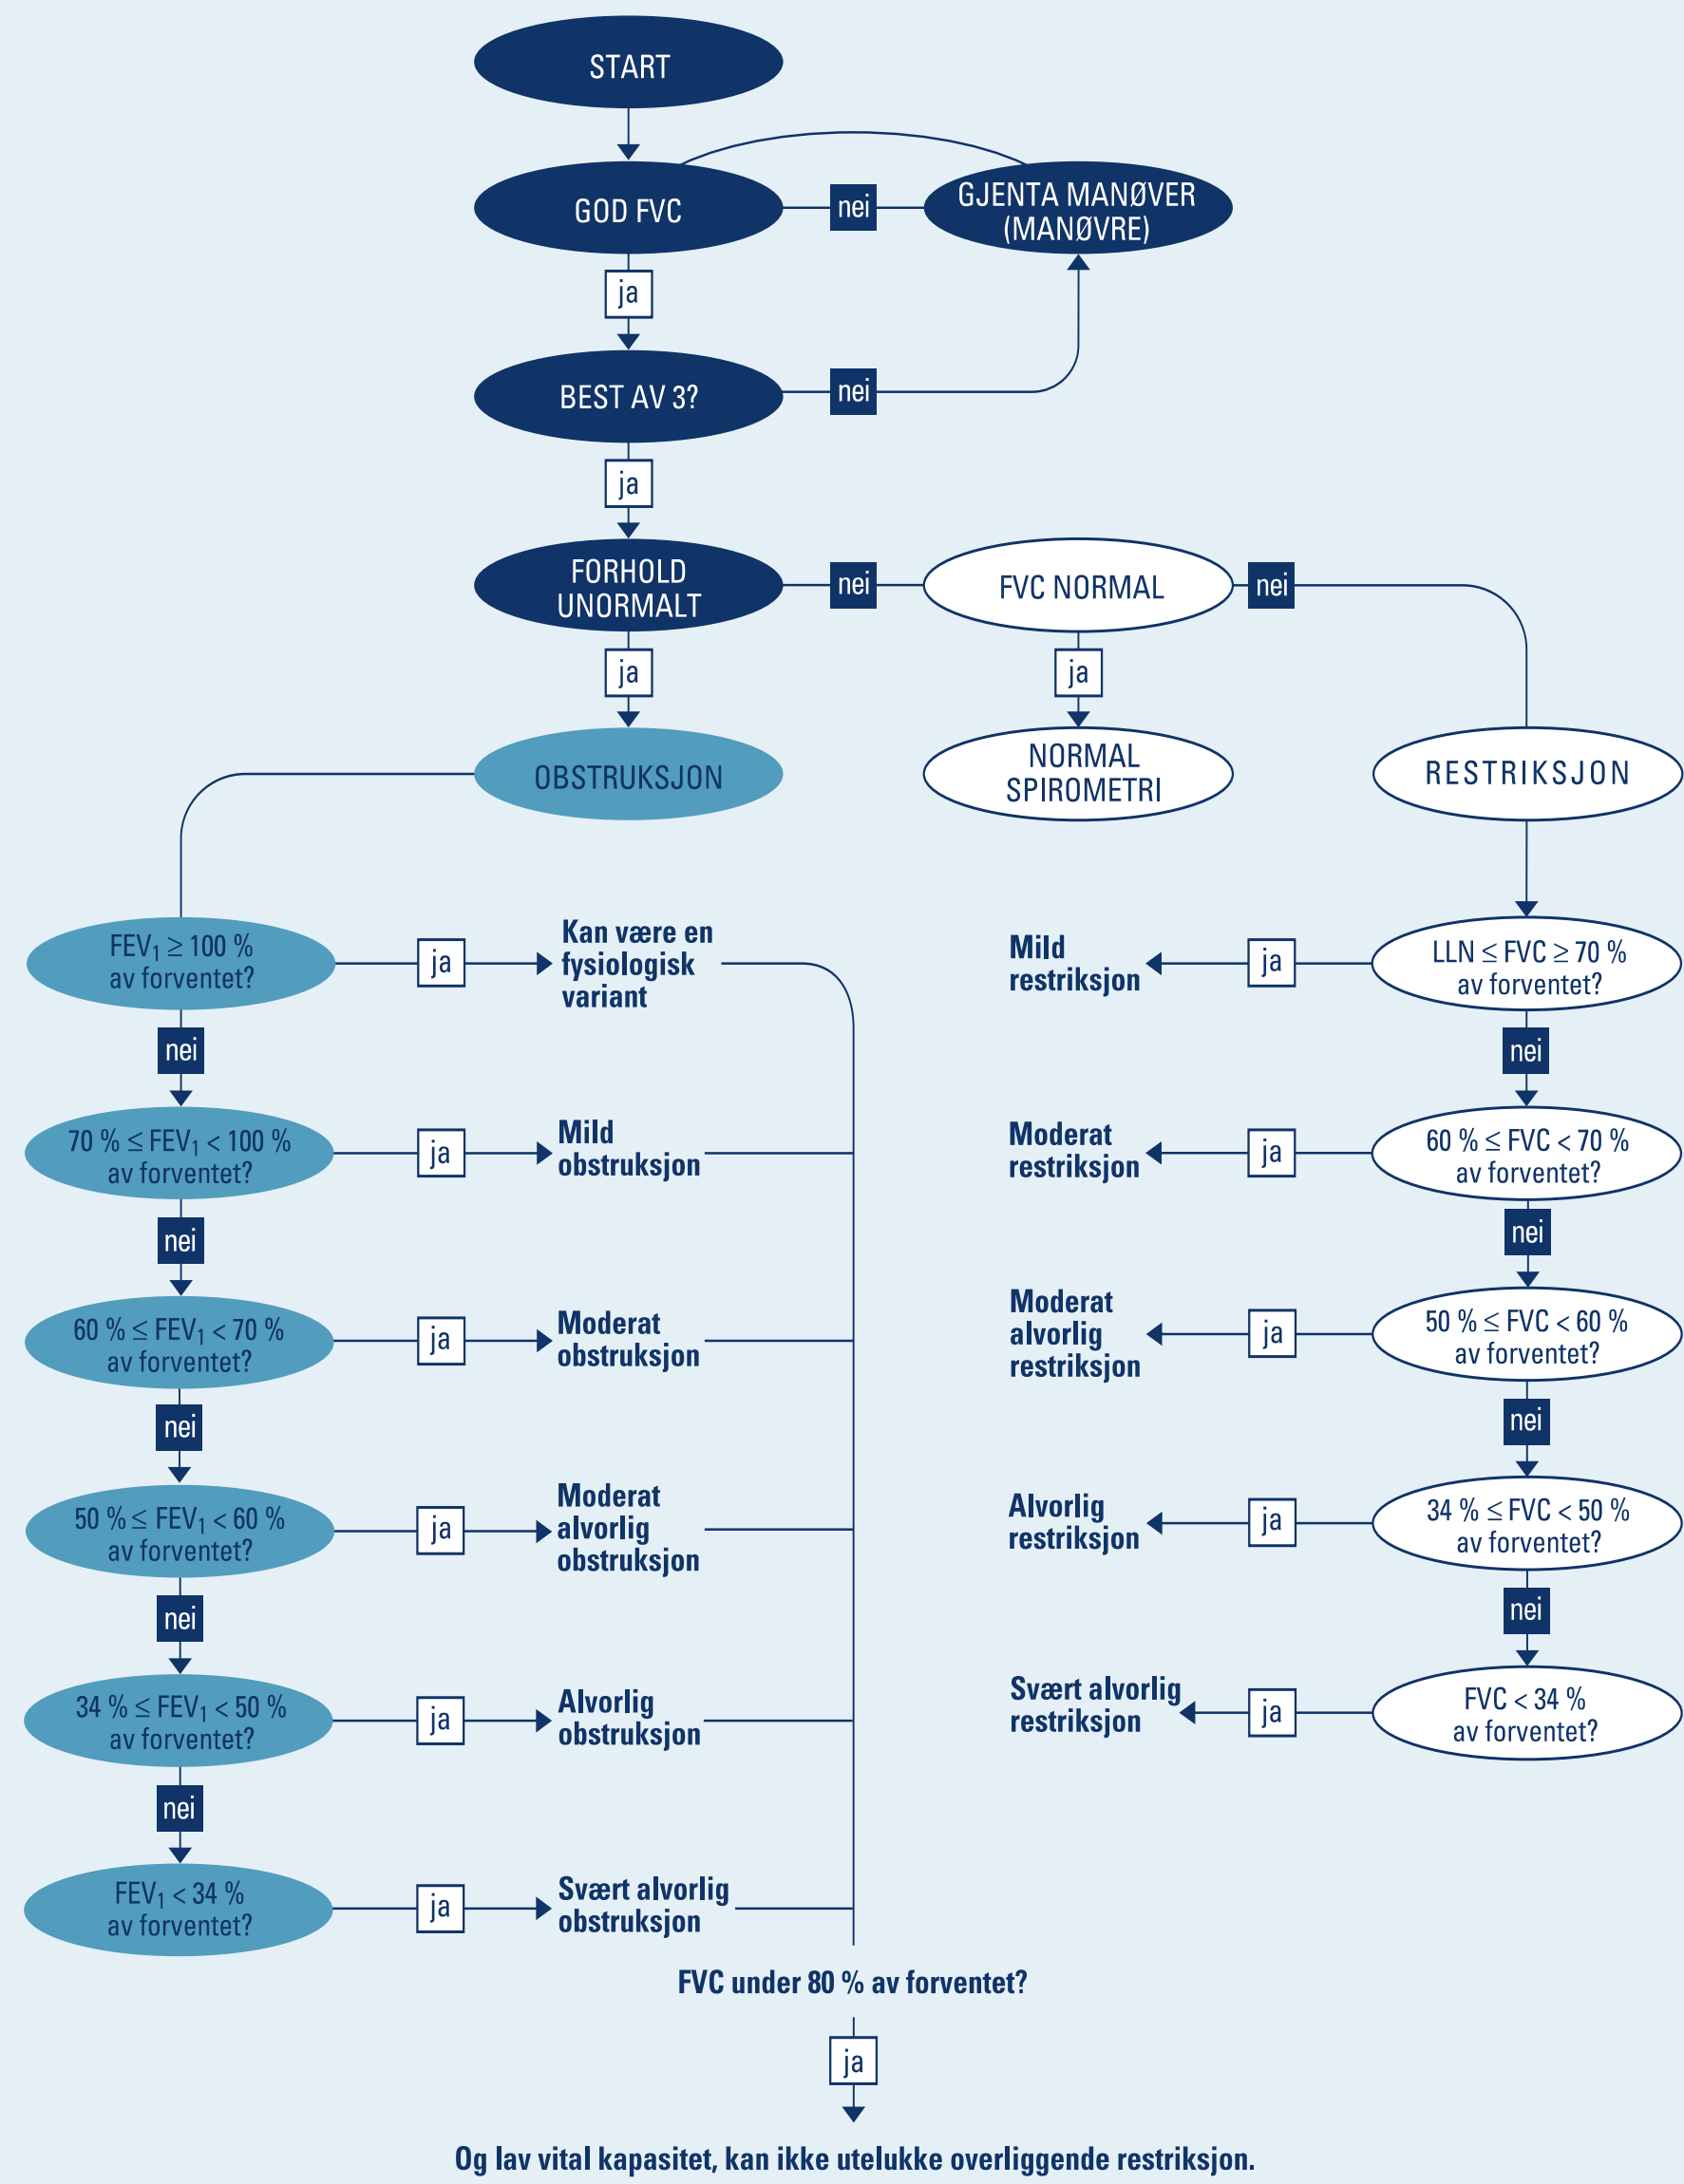 START
GOD FVC
nei
GJENTA MANØVER
(MANØVRE)
ja
BEST AV 3?
nei
ja
FORHOLD
UNORMALT
nei
FVC NORMAL
nei
ja
ja
OBSTRUKSJON
NORMAL
SPIROMETRI
RESTRIKSJON
FEV1 ≥ 100 %
av forventet?
ja
Kan være en
fysiologisk
variant
Mild
restriksjon
ja
LLN ≤ FVC ≥ 70 %
av forventet?
nei
nei
70 % ≤ FEV1 < 100 %
av forventet?
ja
Mild
obstruksjon
Moderat
restriksjon
ja
60 % ≤ FVC < 70 %
av forventet?
nei
nei
60 % ≤ FEV1 < 70 %
av forventet?
ja
Moderat
obstruksjon
Moderat
alvorlig
restriksjon
ja
50 % ≤ FVC < 60 %
av forventet?
nei
nei
50 % ≤ FEV1 < 60 %
av forventet?
ja
Moderat
alvorlig
obstruksjon
Alvorlig
restriksjon
ja
34 % ≤ FVC < 50 %
av forventet?
nei
nei
34 % ≤ FEV1 < 50 %
av forventet?
ja
Alvorlig
obstruksjon
Svært alvorlig
restriksjon
ja
FVC < 34 %
av forventet?
nei
FEV1 < 34 %
av forventet?
ja
Svært alvorlig
obstruksjon
FVC under 80 % av forventet?
ja
Og lav vital kapasitet, kan ikke utelukke overliggende restriksjon.